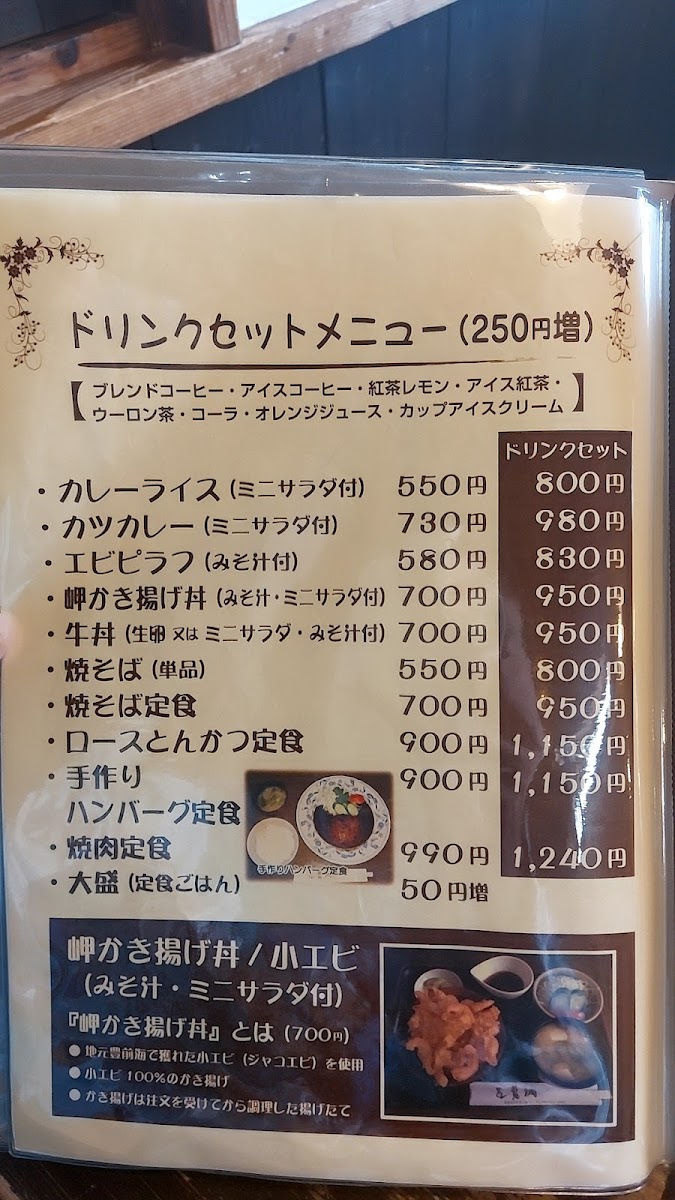 ドリンクセットメニュー(250円増)
【ブレンドコーヒー・アイスコーヒー・紅茶レモン・アイス紅茶・
ウーロン茶・コーラ・オレンジジュース・カップアイスクリーム】
ドリンクセット
・カレーライス(ミニサラダ付) 550円 800円
・カツカレー(ミニサラダ付) 730円 980円
・エビピラフ(みそ汁付) 580円 830円
・岬かき揚げ丼(みそ汁・ミニサラダ付) 700円 950円
・牛丼(生卵又はミニサラダ・みそ汁付) 700円 950円
・焼そば(単品) 550円 800円
・焼そば定食 700円 950円
・ロースとんかつ定食 900円 1,150円
・手作り 900円 1,150円
ハンバーグ定食
手作りハンバーグ定食
・焼肉定食 990円 1,240円
・大盛(定食ごはん) 50円増
岬かき揚げ丼/小エビ
(みそ汁・ミニサラダ付)
『岬かき揚げ丼』とは(700円)
●地元豊前海で獲れた小エビ(ジャコエビ)を使用
●小エビ100%のかき揚げ
●かき揚げは注文を受けてから調理した揚げたて